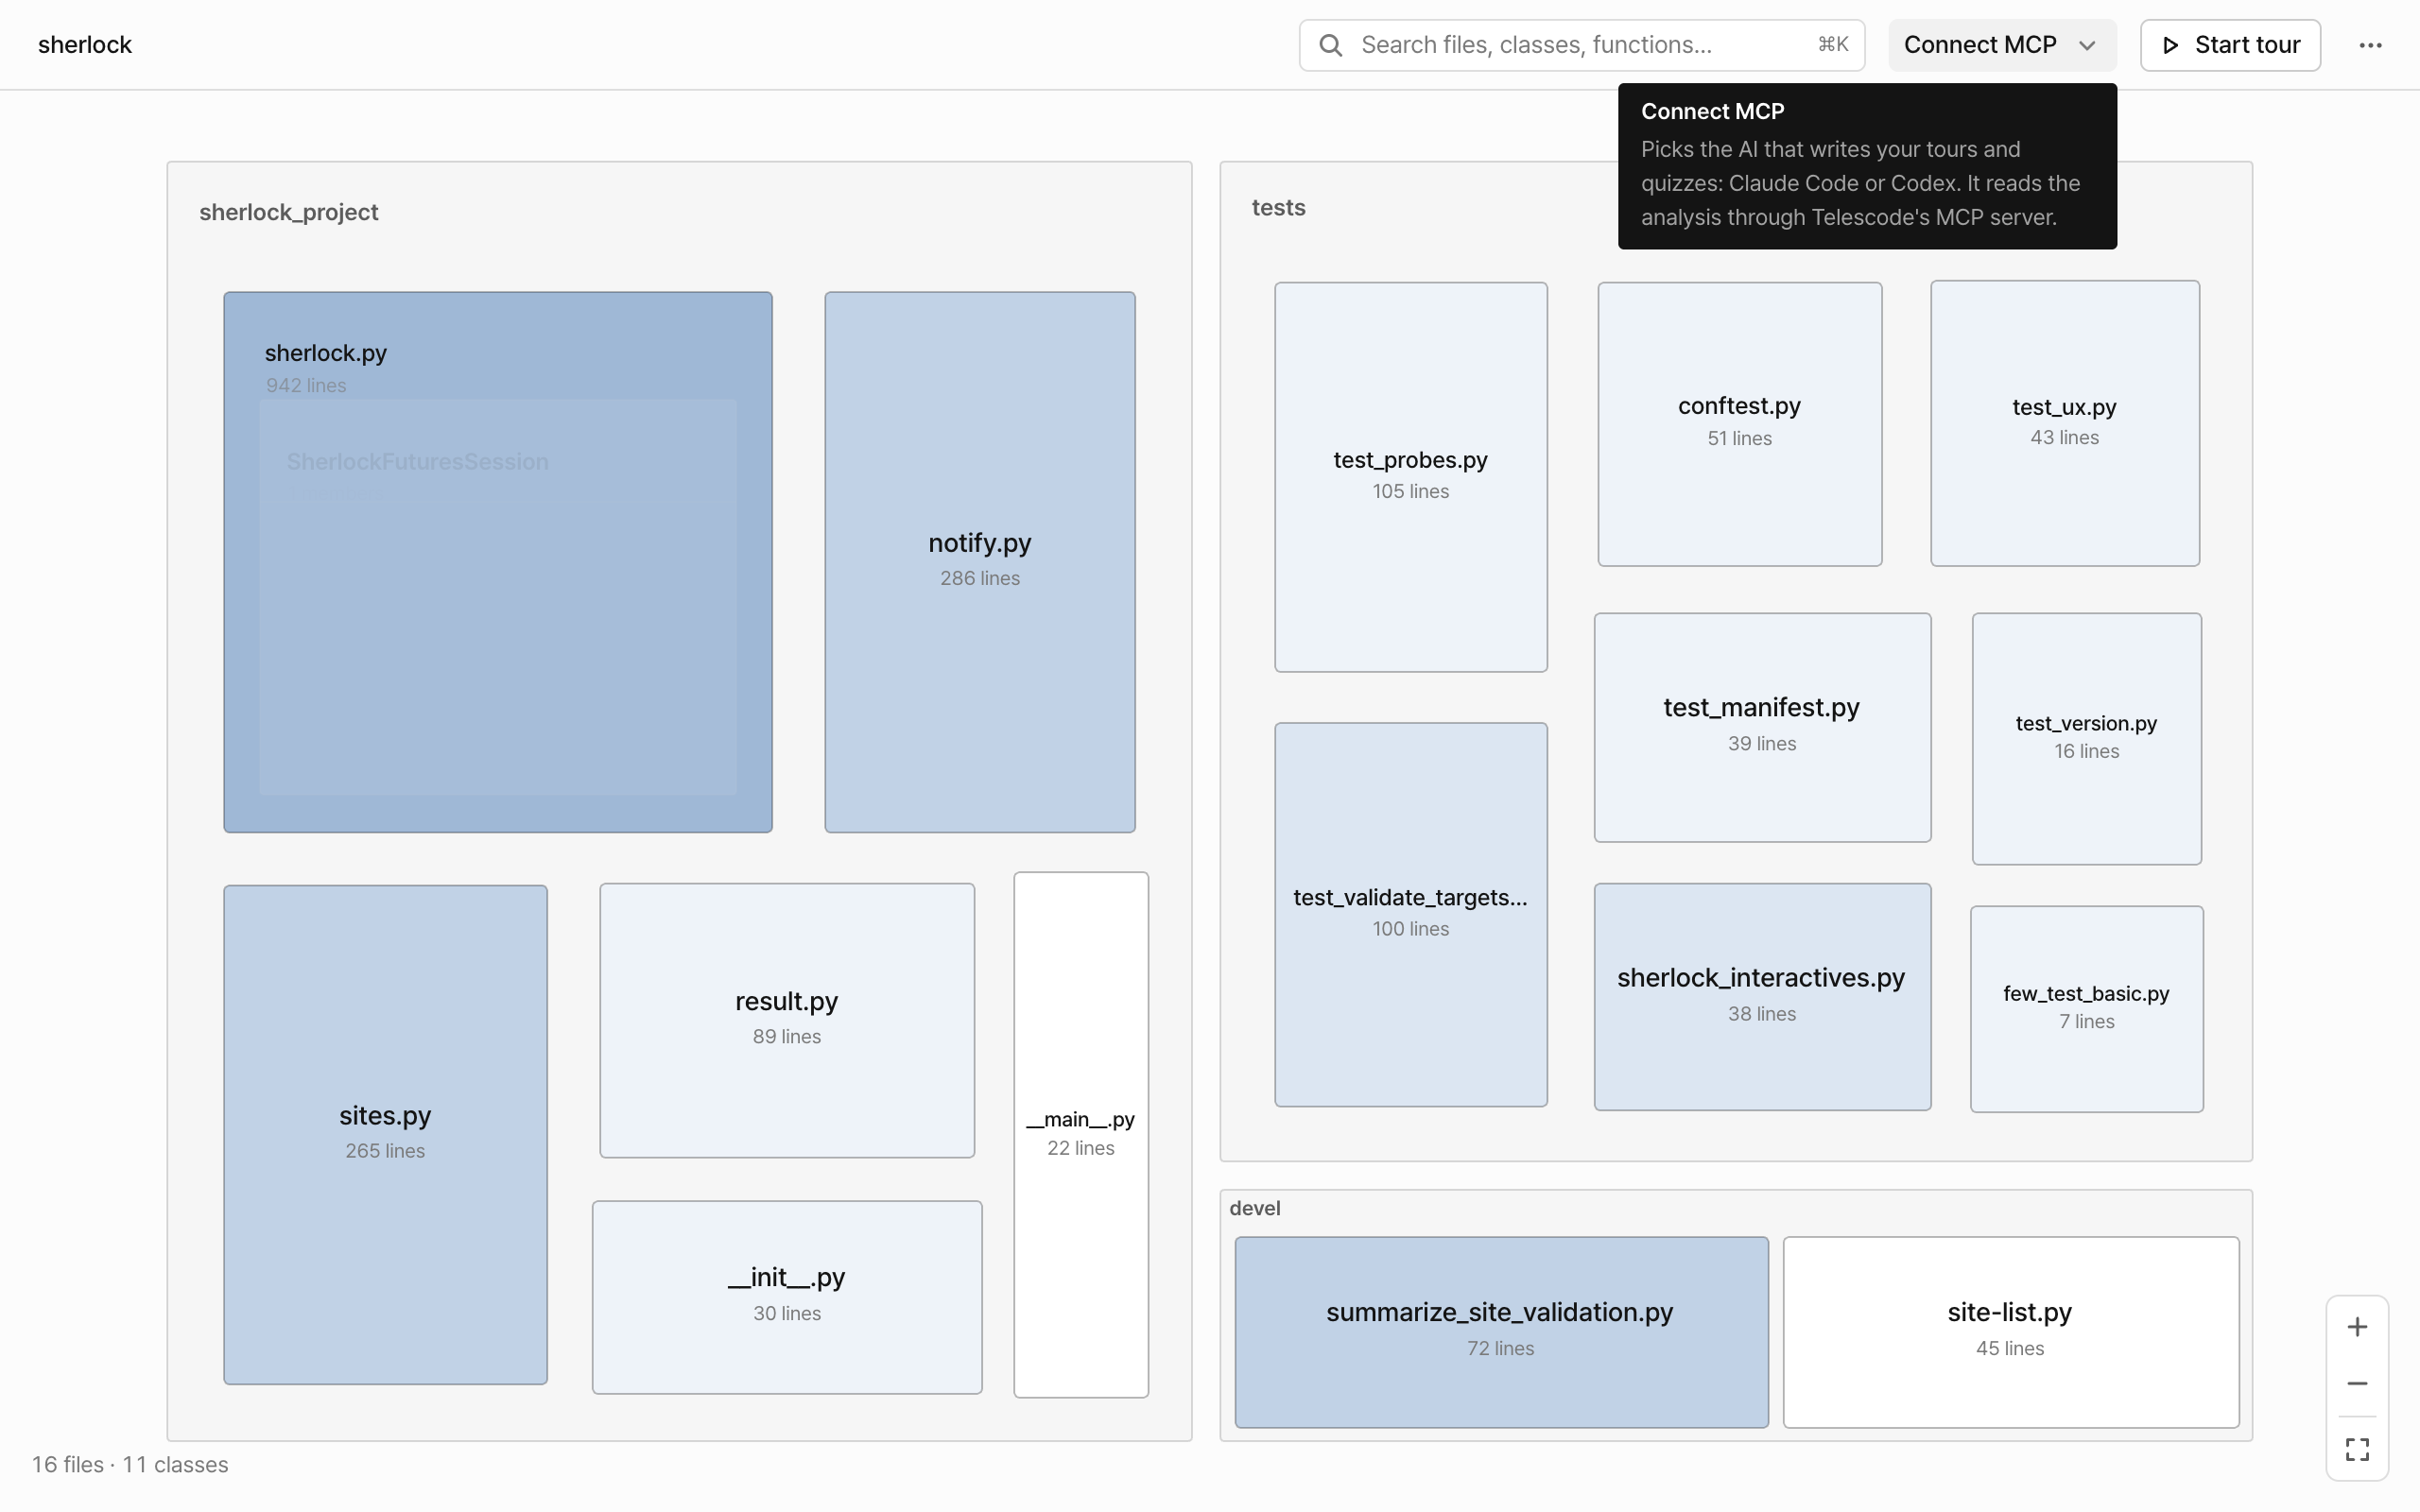 sherlock
Search files, classes, functions...
⌘K
Connect MCP
Start tour
Connect MCP
Picks the AI that writes your tours and
quizzes: Claude Code or Codex. It reads the
analysis through Telescode's MCP server.
sherlock_project
sherlock.py
942 lines
SherlockFuturesSession
notify.py
286 lines
sites.py
265 lines
result.py
89 lines
__main__.py
22 lines
__init__.py
30 lines
tests
test_probes.py
105 lines
conftest.py
51 lines
test_ux.py
43 lines
test_manifest.py
39 lines
test_version.py
16 lines
test_validate_targets...
100 lines
sherlock_interactives.py
38 lines
few_test_basic.py
7 lines
devel
summarize_site_validation.py
72 lines
site-list.py
45 lines
16 files · 11 classes